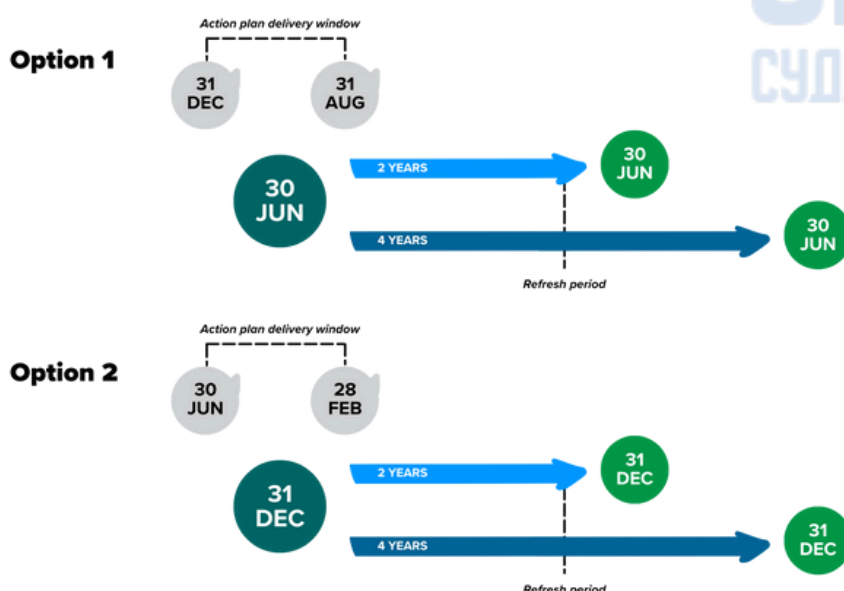 Action plan delivery window
Option 1
31
DEC
31
AUG
30
JUN
2 YEARS
30
JUN
4 YEARS
30
JUN
Refresh period
Action plan delivery window
Option 2
30
JUN
28
FEB
31
DEC
2 YEARS
31
DEC
4 YEARS
31
DEC
Refresh period